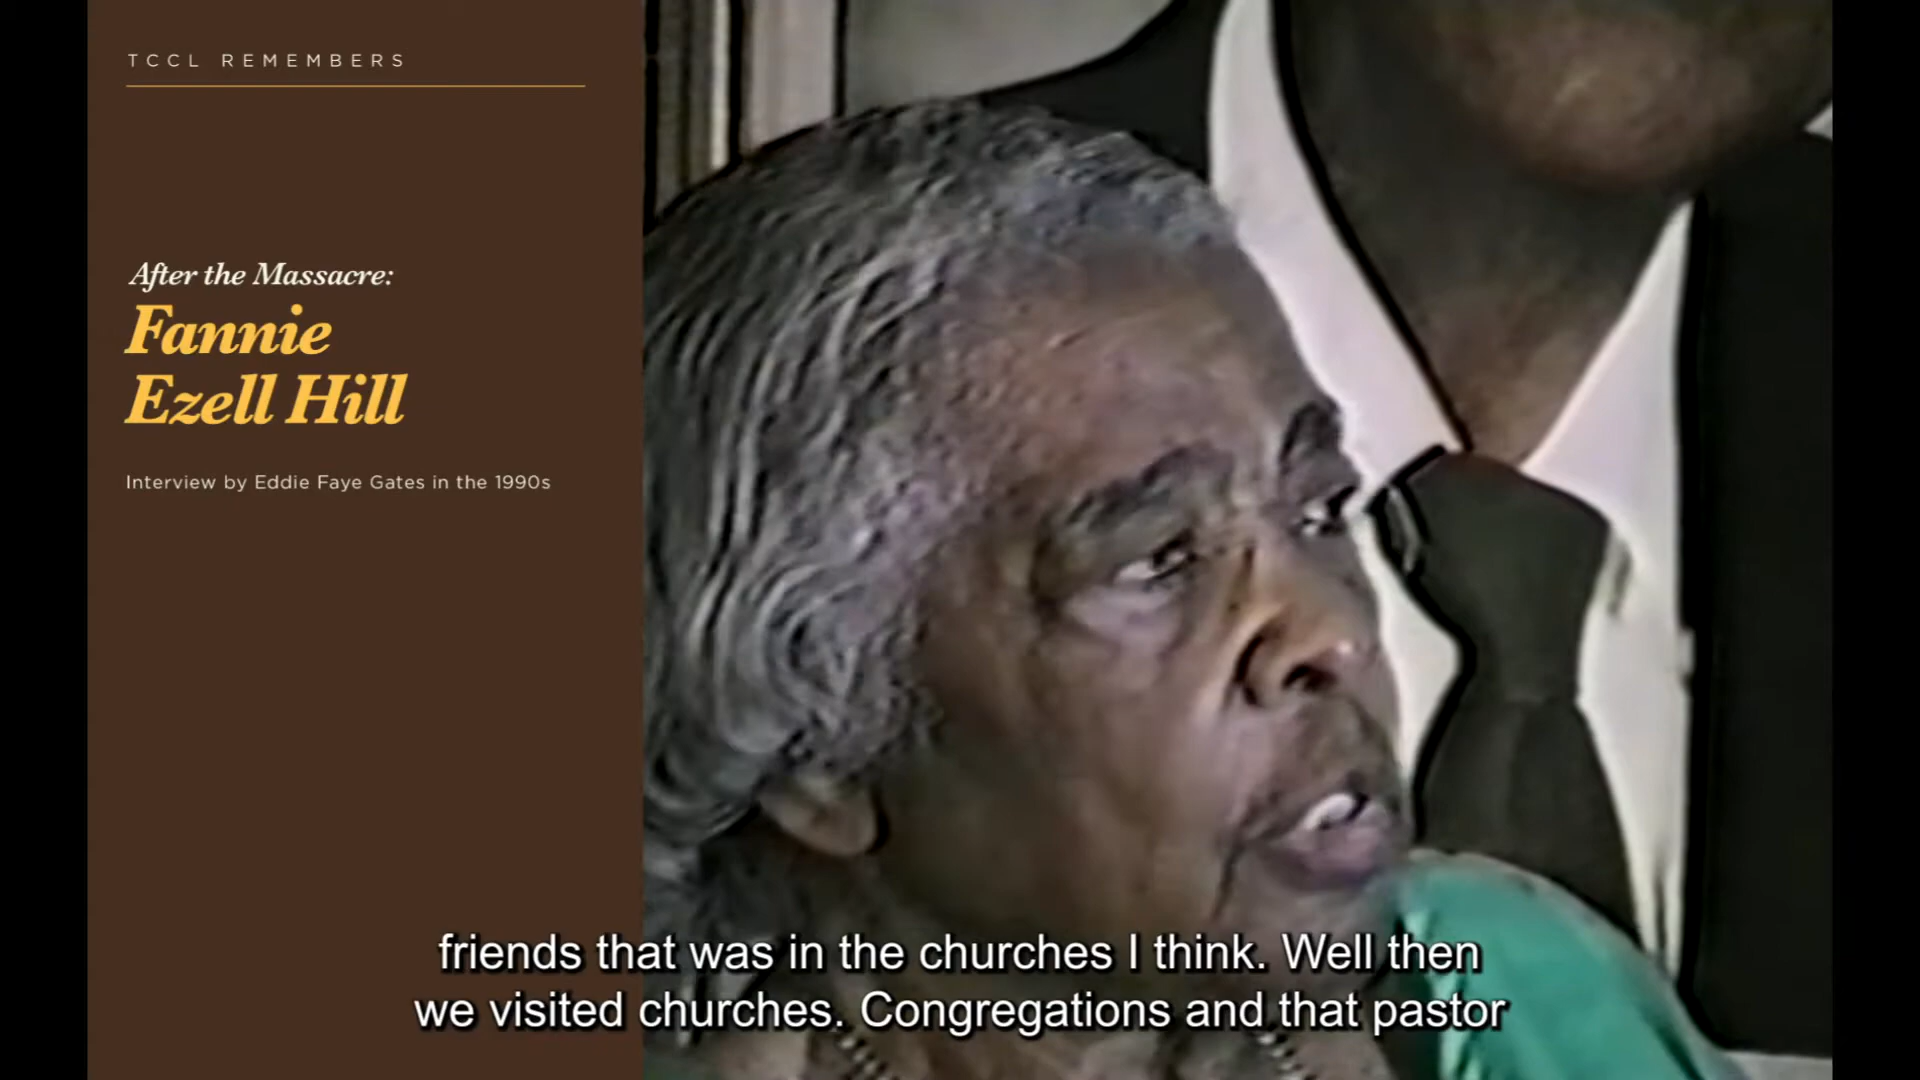 TCCL REMEMBERS
After the Massacre:
Fannie
Ezell Hill
Interview by Eddie Faye Gates in the 1990s
friends that was in the churches I think. Well then
we visited churches. Congregations and that pastor